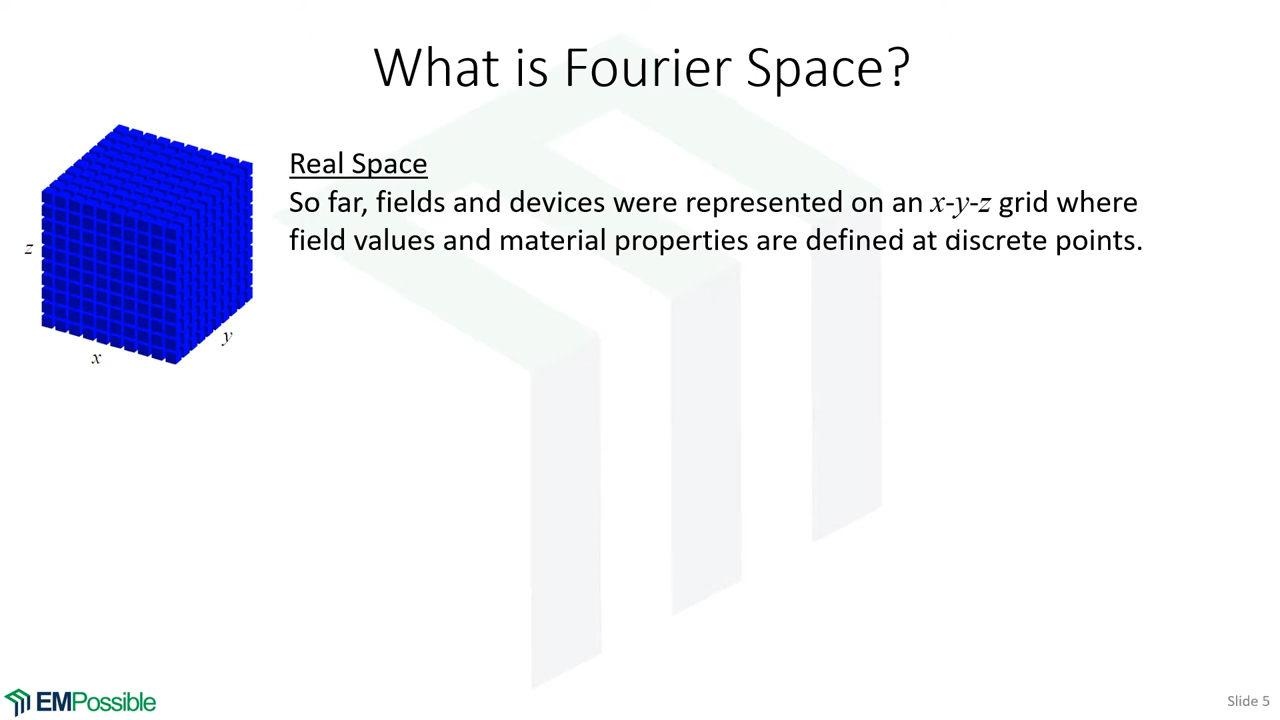 What is Fourier Space?
Real Space
So far, fields and devices were represented on an x-y-z grid where
field values and material properties are defined at discrete points.
z
y
x
EMPossible
Slide 5